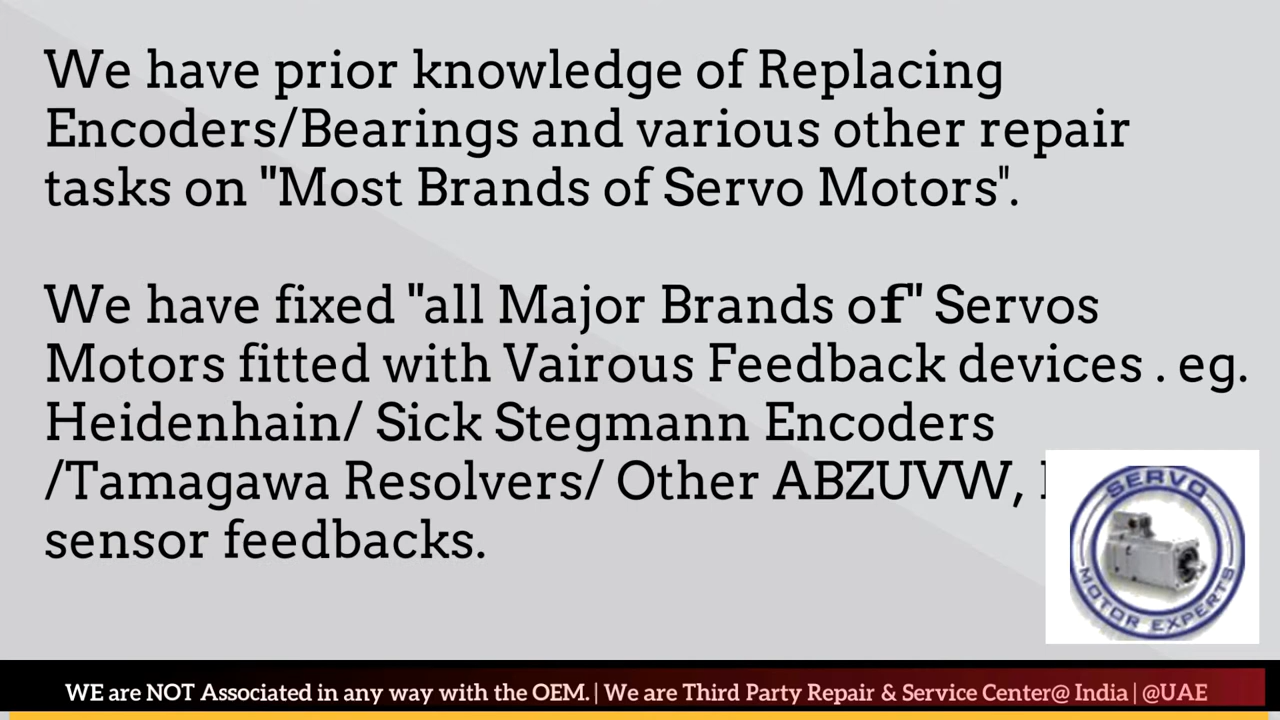 We have prior knowledge of Replacing
Encoders/Bearings and various other repair
tasks on "Most Brands of Servo Motors".
We have fixed "all Major Brands of" Servos
Motors fitted with Vairous Feedback devices . eg.
Heidenhain/ Sick Stegmann Encoders
/Tamagawa Resolvers/ Other ABZUVW,
sensor feedbacks.
SERVO
MOTOR EXPERTS
WE are NOT Associated in any way with the OEM. | We are Third Party Repair & Service Center@ India | @UAE